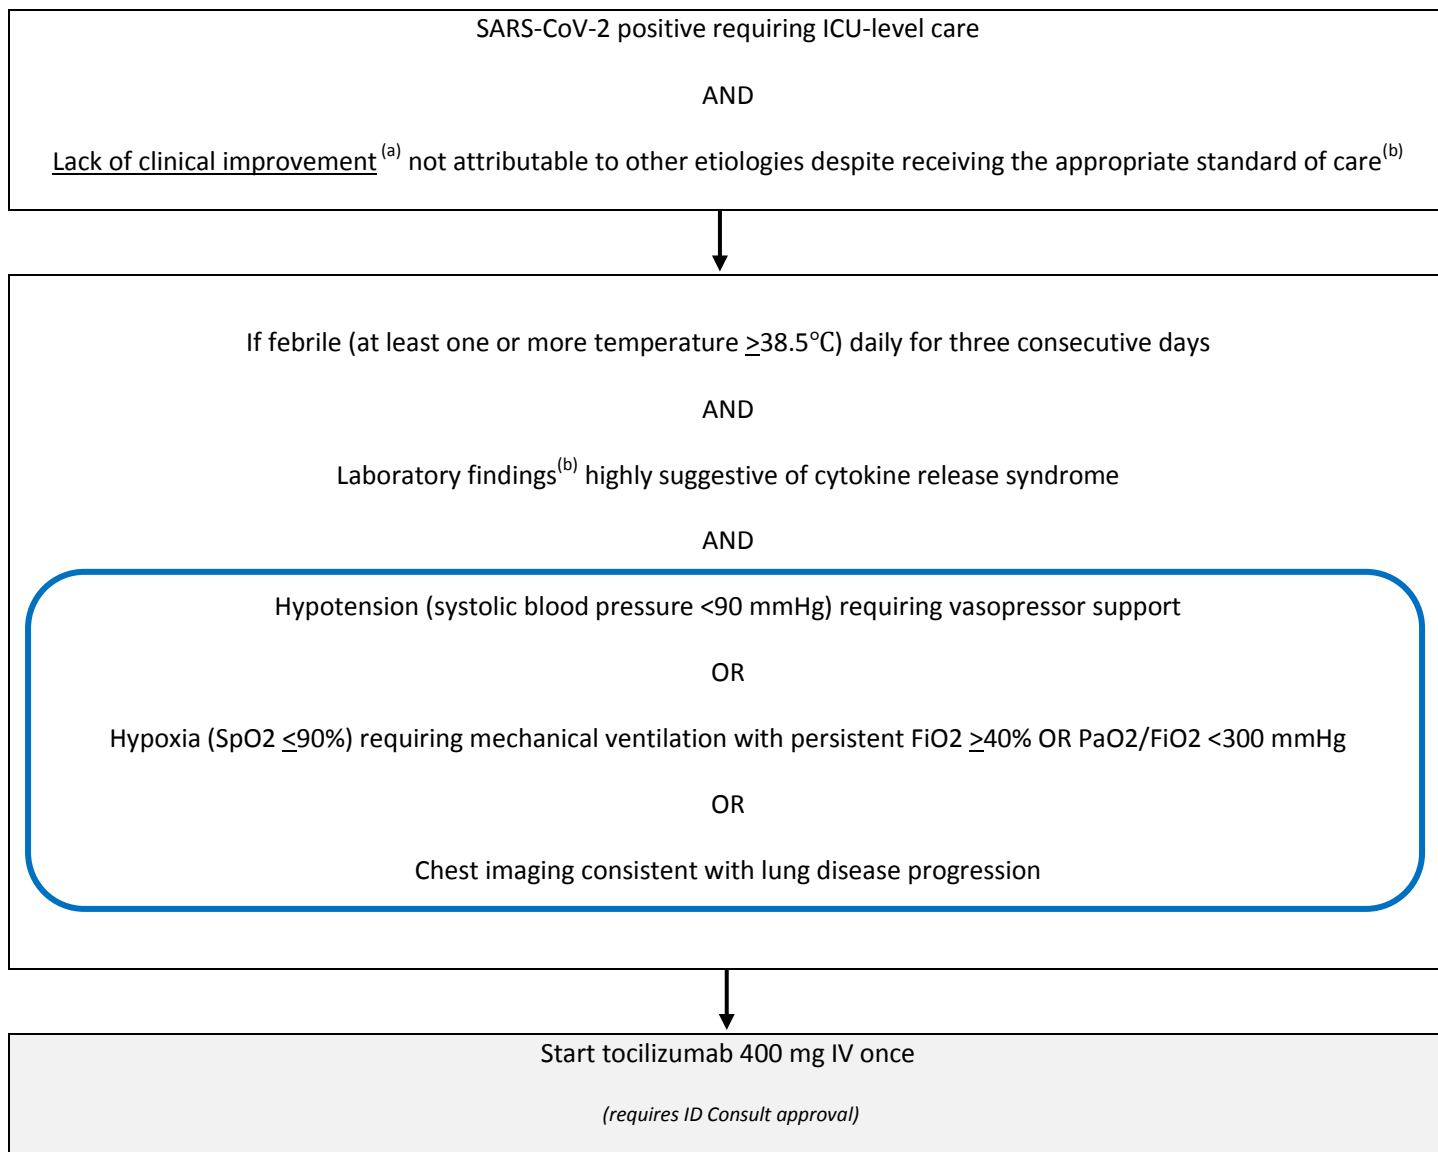 SARS-CoV-2 positive requiring ICU-level care
AND
Lack of clinical improvement (a) not attributable to other etiologies despite receiving the appropriate standard of care(b)
If febrile (at least one or more temperature ≥38.5℃) daily for three consecutive days
AND
Laboratory findings(b) highly suggestive of cytokine release syndrome
AND
Hypotension (systolic blood pressure <90 mmHg) requiring vasopressor support
OR
Hypoxia (SpO2 ≤90%) requiring mechanical ventilation with persistent FiO2 ≥40% OR PaO2/FiO2 <300 mmHg
OR
Chest imaging consistent with lung disease progression
Start tocilizumab 400 mg IV once
(requires ID Consult approval)